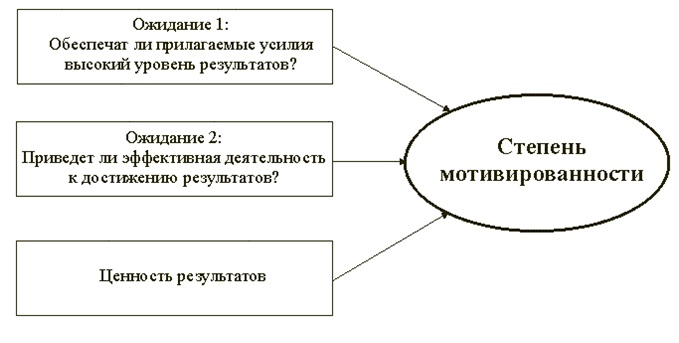 Ожидание 1:
Обеспечат ли прилагаемые усилия
высокий уровень результатов?
Ожидание 2:
Приведет ли эффективная деятельность
к достижению результатов?
Ценность результатов
Степень
мотивированности